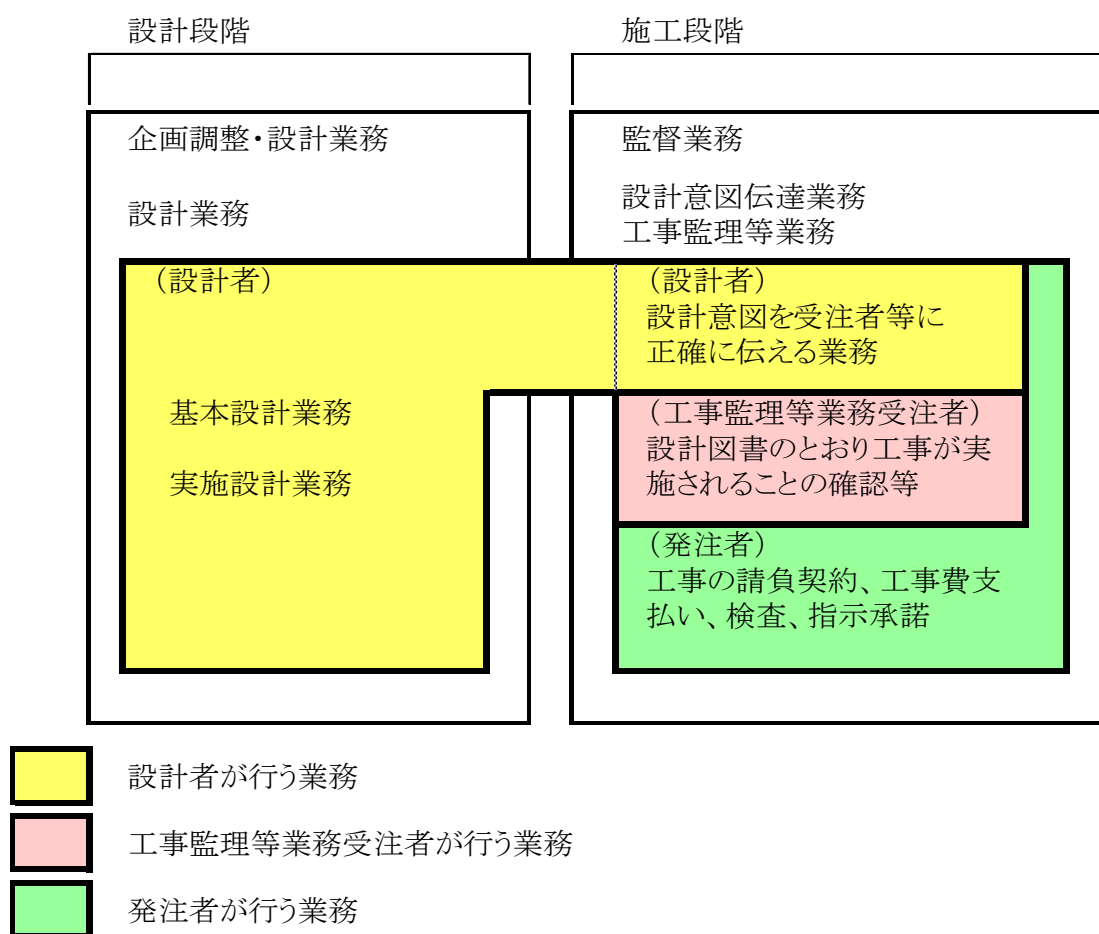 設計段階
施工段階
企画調整・設計業務
設計業務
監督業務
設計意図伝達業務
工事監理等業務
（設計者）
基本設計業務
実施設計業務
（設計者）
設計意図を受注者等に
正確に伝える業務
（工事監理等業務受注者）
設計図書のとおり工事が実
施されることの確認等
（発注者）
工事の請負契約、工事費支
払い、検査、指示承諾
設計者が行う業務
工事監理等業務受注者が行う業務
発注者が行う業務